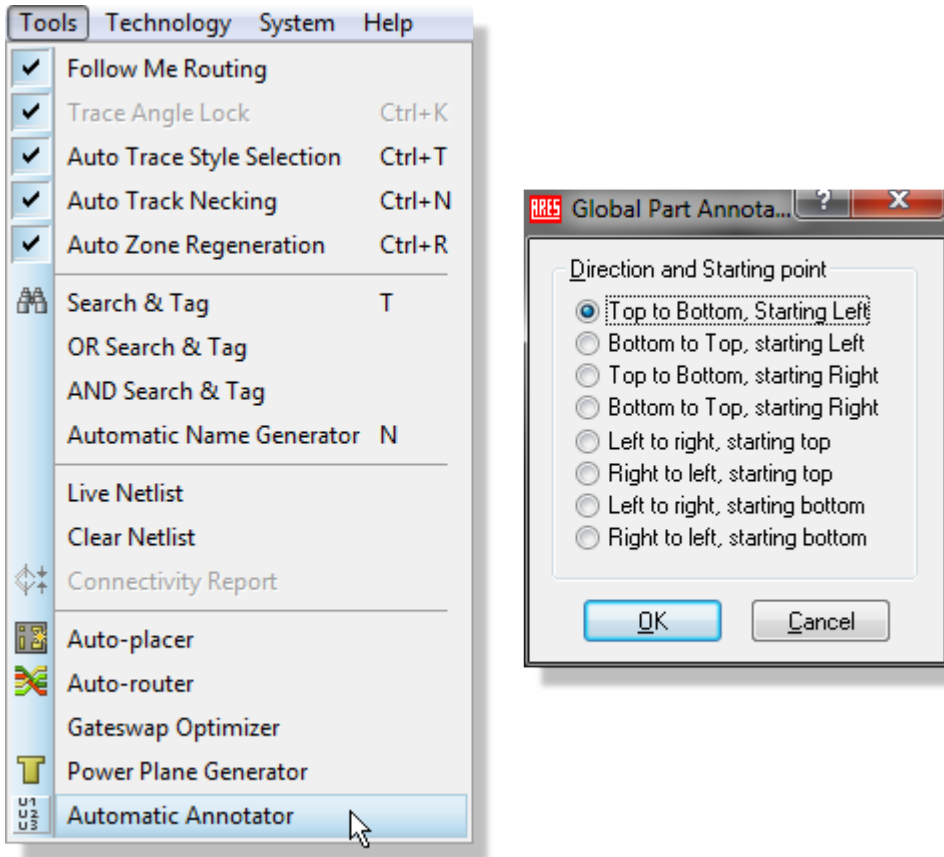 Tools Technology System Help
Follow Me Routing
Trace Angle Lock Ctrl+K
Auto Trace Style Selection Ctrl+T
Auto Track Necking Ctrl+N
Auto Zone Regeneration Ctrl+R
Search & Tag T
OR Search & Tag
AND Search & Tag
Automatic Name Generator N
Live Netlist
Clear Netlist
Connectivity Report
Auto-placer
Auto-router
Gateswap Optimizer
Power Plane Generator
U1
U2
U3
Automatic Annotator
ARES Global Part Annota... ? X
Direction and Starting point
Top to Bottom, Starting Left
Bottom to Top, starting Left
Top to Bottom, starting Right
Bottom to Top, starting Right
Left to right, starting top
Right to left, starting top
Left to right, starting bottom
Right to left, starting bottom
OK Cancel